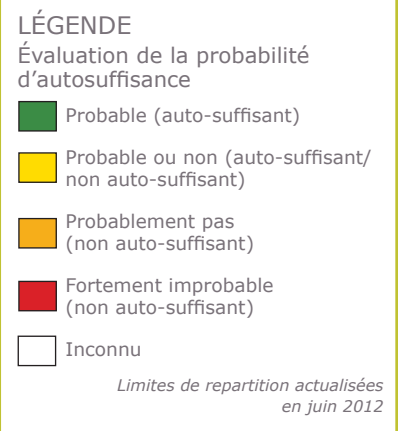 LÉGENDE
Évaluation de la probabilité
d'autosuffisance
Probable (auto-suffisant)
Probable ou non (auto-suffisant/
non auto-suffisant)
Probablement pas
(non auto-suffisant)
Fortement improbable
(non auto-suffisant)
Inconnu
Limites de repartition actualisées
en juin 2012